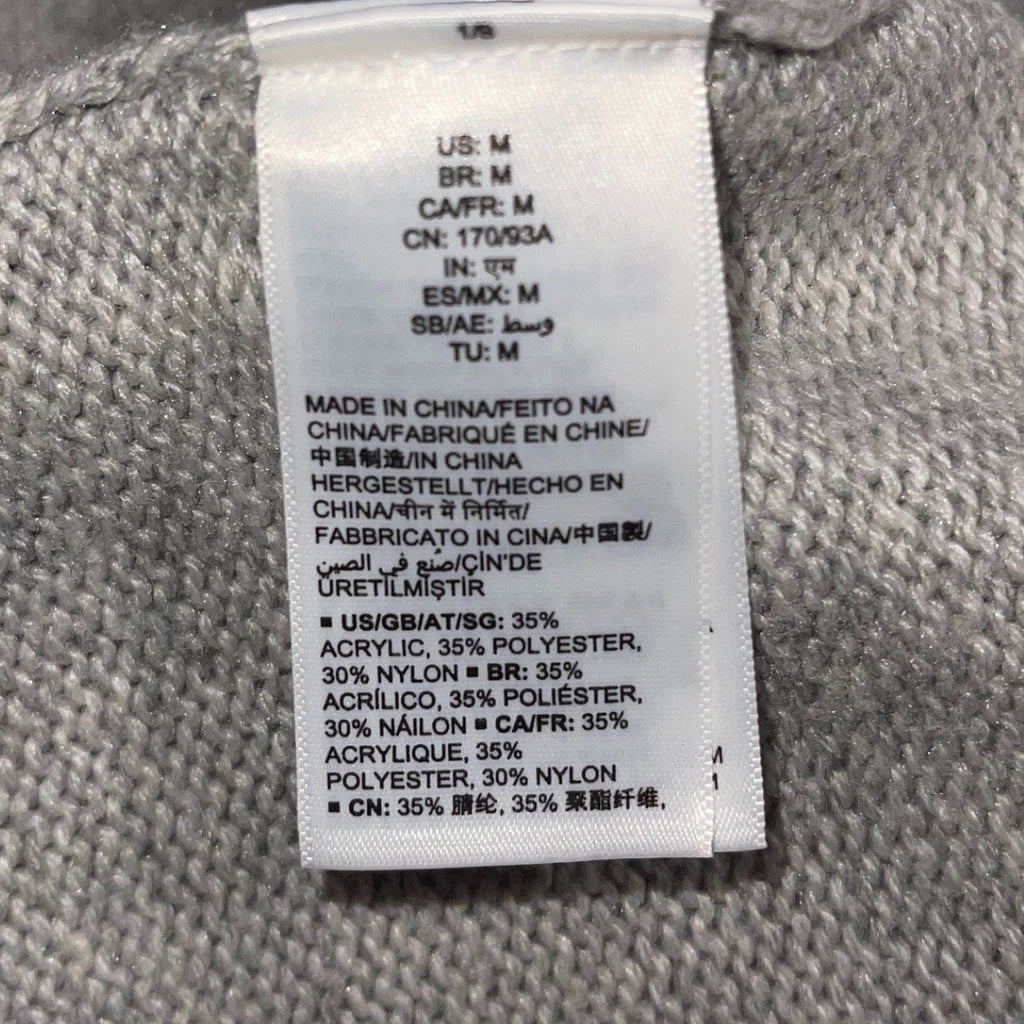 US: M
BR: M
CA/FR: M
CN: 170/93A
IN: एम
ES/MX: M
SB/AE: وسط
TU: M
MADE IN CHINA/FEITO NA
CHINA/FABRIQUÉ EN CHINE/
中国制造/IN CHINA
HERGESTELLT/HECHO EN
CHINA/चीन में निर्मित/
FABBRICATO IN CINA/中国製/
صُنع في الصين/ÇİN'DE
ÜRETİLMİŞTİR
▪ US/GB/AT/SG: 35%
ACRYLIC, 35% POLYESTER,
30% NYLON ▪ BR: 35%
ACRÍLICO, 35% POLIÉSTER,
30% NÁILON ▪ CA/FR: 35%
ACRYLIQUE, 35%
POLYESTER, 30% NYLON
▪ CN: 35% 腈纶, 35% 聚酯纤维,